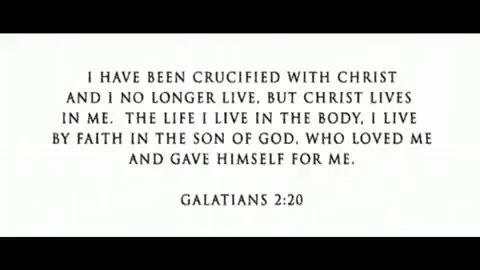 I HAVE BEEN CRUCIFIED WITH CHRIST
AND I NO LONGER LIVE, BUT CHRIST LIVES
IN ME. THE LIFE I LIVE IN THE BODY, I LIVE
BY FAITH IN THE SON OF GOD, WHO LOVED ME
AND GAVE HIMSELF FOR ME.
GALATIANS 2:20